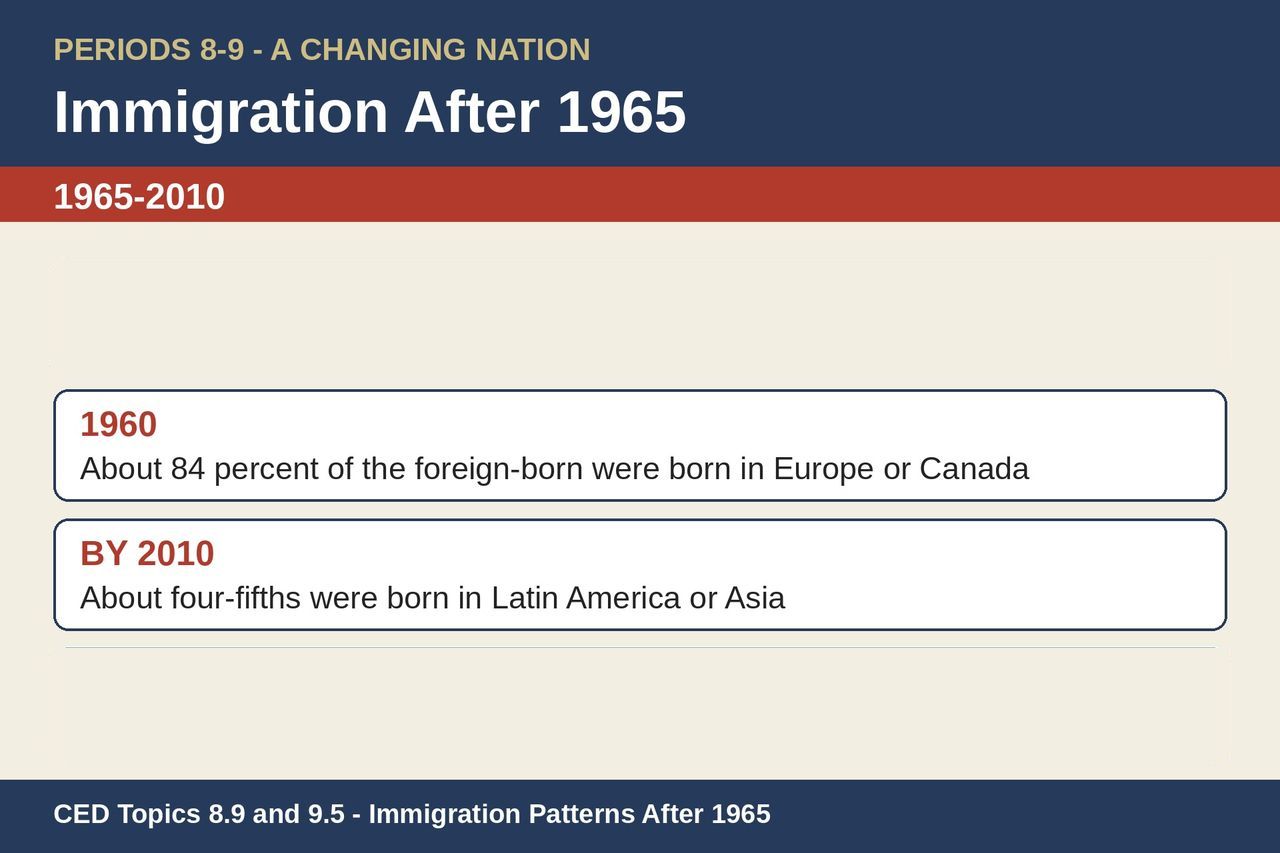 PERIODS 8-9 - A CHANGING NATION
Immigration After 1965
1965-2010
1960
About 84 percent of the foreign-born were born in Europe or Canada
BY 2010
About four-fifths were born in Latin America or Asia
CED Topics 8.9 and 9.5 - Immigration Patterns After 1965